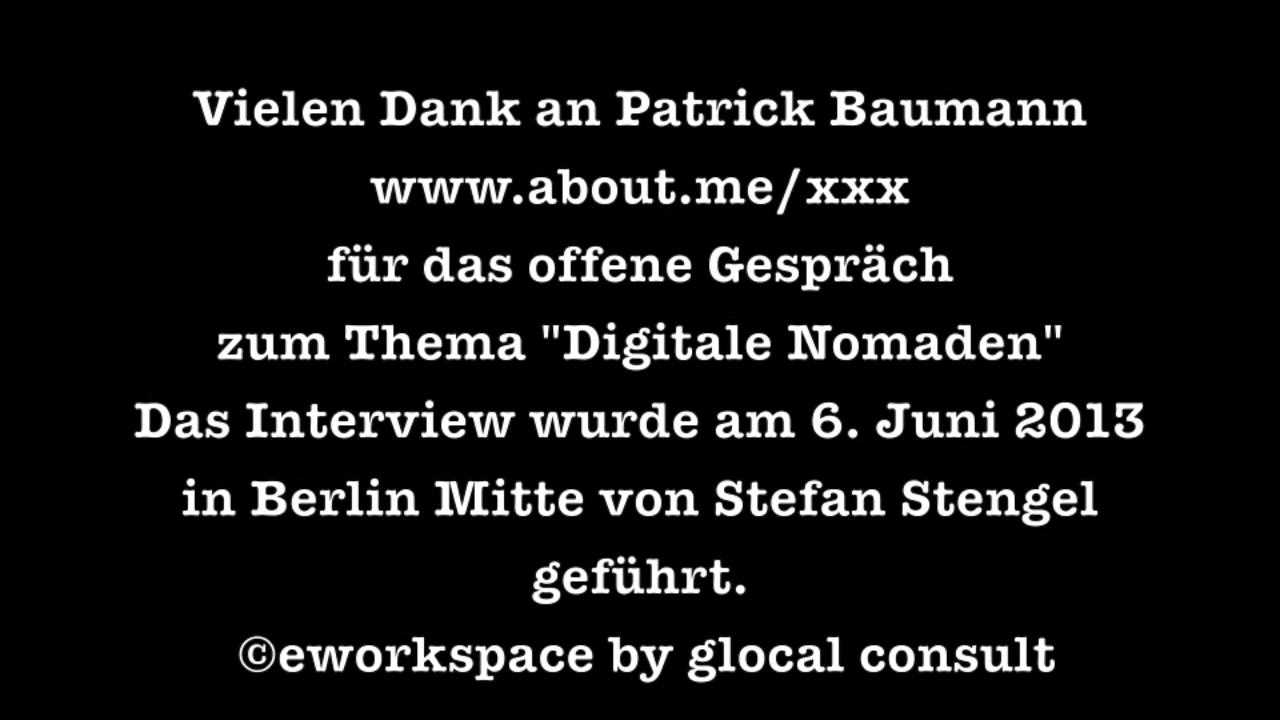 Vielen Dank an Patrick Baumann
www.about.me/xxx
für das offene Gespräch
zum Thema "Digitale Nomaden"
Das Interview wurde am 6. Juni 2013
in Berlin Mitte von Stefan Stengel
geführt.
©eworkspace by glocal consult